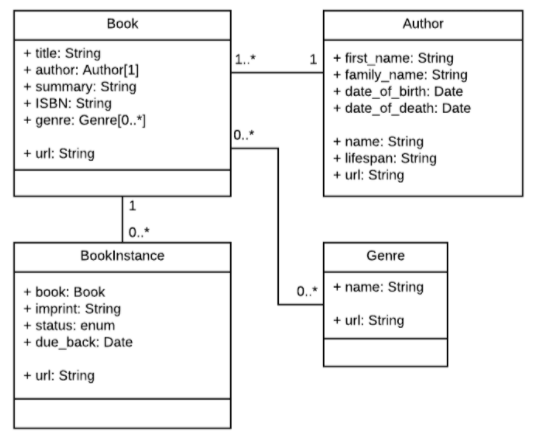 Book
+ title: String
+ author: Author[1]
+ summary: String
+ ISBN: String
+ genre: Genre[0..*]
+ url: String
1..*
1
Author
+ first_name: String
+ family_name: String
+ date_of_birth: Date
+ date_of_death: Date
+ name: String
+ lifespan: String
+ url: String
0..*
1
0..*
BookInstance
+ book: Book
+ imprint: String
+ status: enum
+ due_back: Date
+ url: String
0..*
Genre
+ name: String
+ url: String